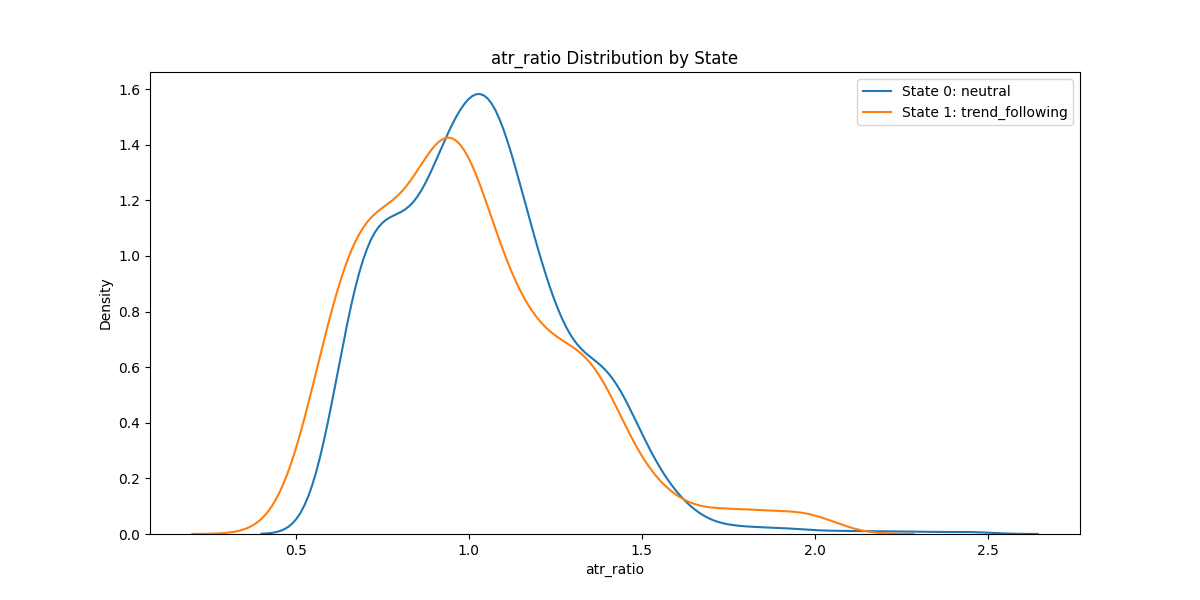 atr_ratio Distribution by State
State 0: neutral
State 1: trend_following
Density
1.6
1.4
1.2
1.0
0.8
0.6
0.4
0.2
0.0
0.5
1.0
1.5
2.0
2.5
atr_ratio